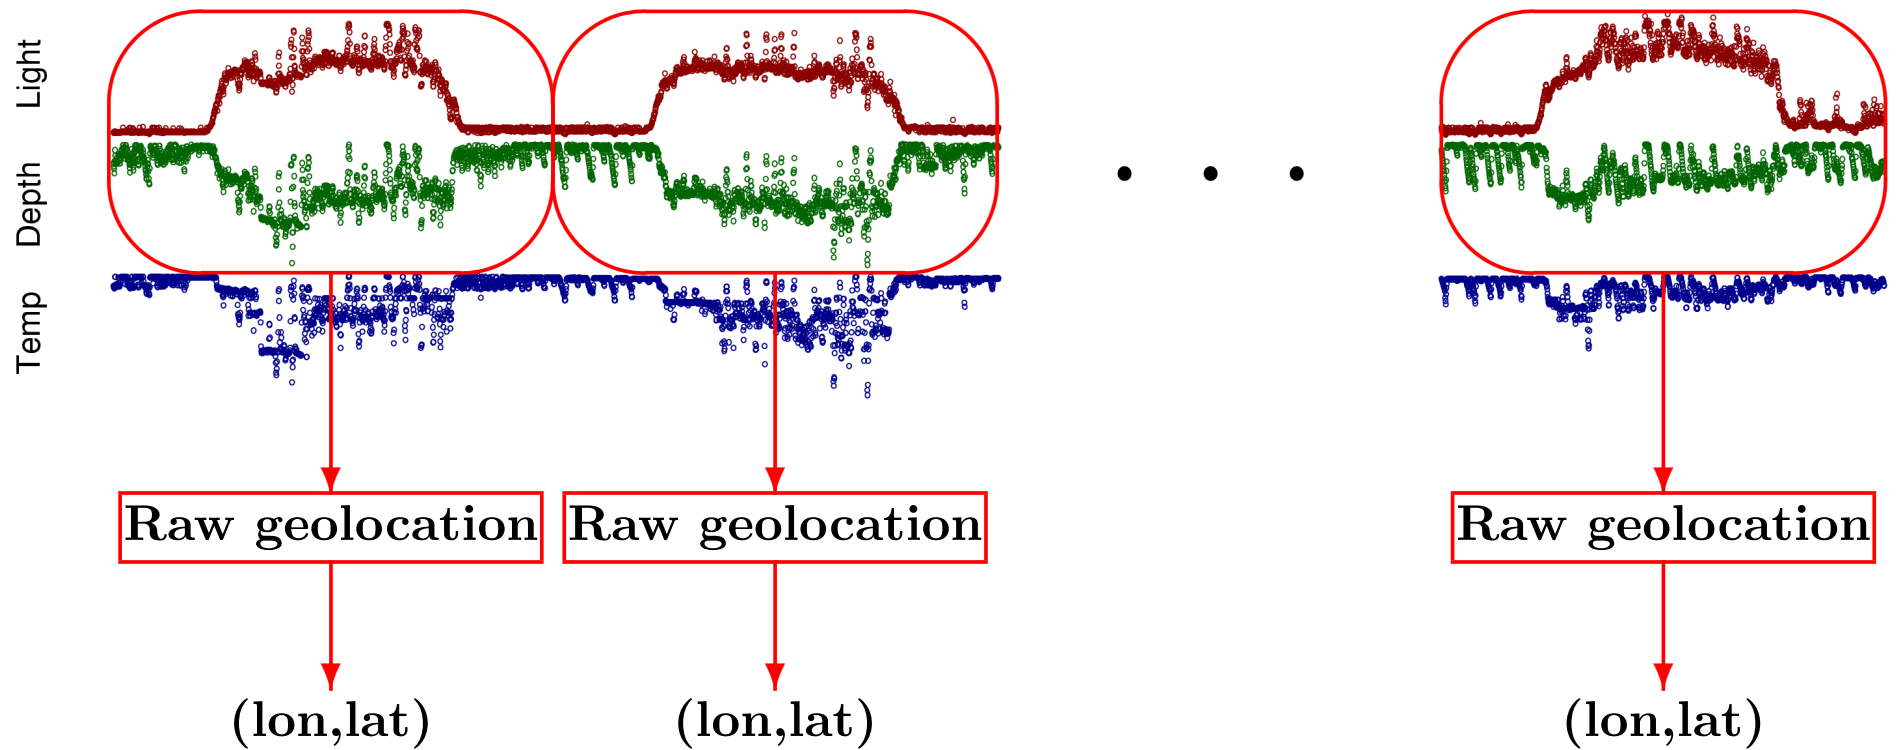 Light
Depth
Temp
Raw geolocation Raw geolocation Raw geolocation
(lon,lat) (lon,lat) (lon,lat)